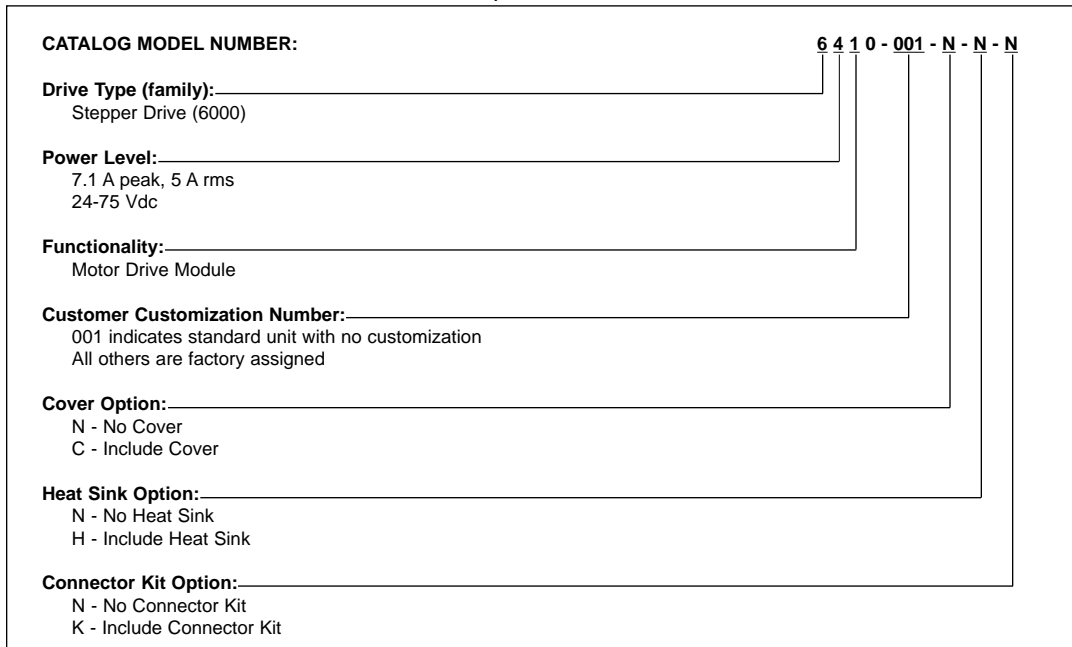 CATALOG MODEL NUMBER: 6 4 1 0 - 001 - N - N - N
Drive Type (family):
Stepper Drive (6000)
Power Level:
7.1 A peak, 5 A rms
24-75 Vdc
Functionality:
Motor Drive Module
Customer Customization Number:
001 indicates standard unit with no customization
All others are factory assigned
Cover Option:
N - No Cover
C - Include Cover
Heat Sink Option:
N - No Heat Sink
H - Include Heat Sink
Connector Kit Option:
N - No Connector Kit
K - Include Connector Kit